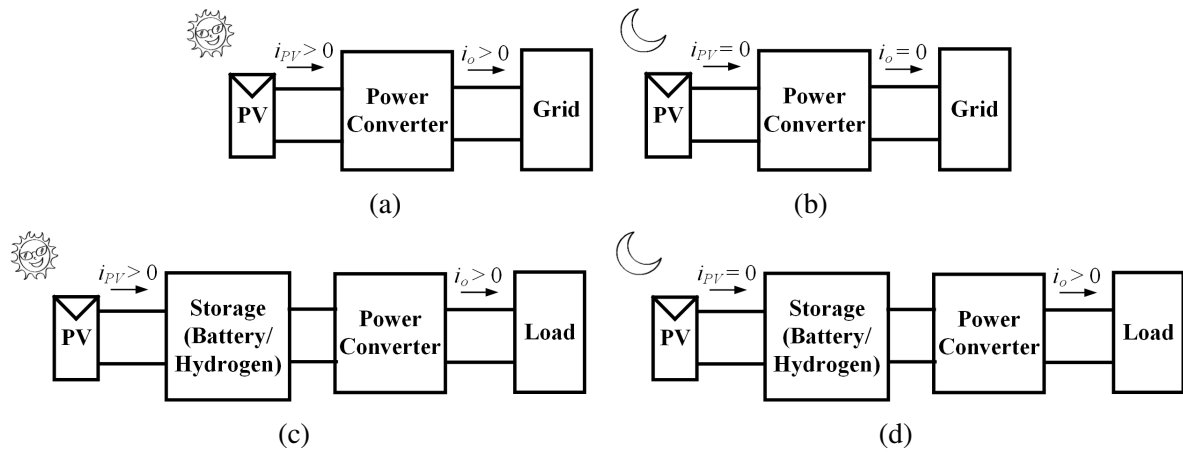 i_PV > 0
i_o > 0
PV
Power
Converter
Grid
(a)
i_PV = 0
i_o = 0
PV
Power
Converter
Grid
(b)
i_PV > 0
i_o > 0
PV
Storage
(Battery/
Hydrogen)
Power
Converter
Load
(c)
i_PV = 0
i_o > 0
PV
Storage
(Battery/
Hydrogen)
Power
Converter
Load
(d)